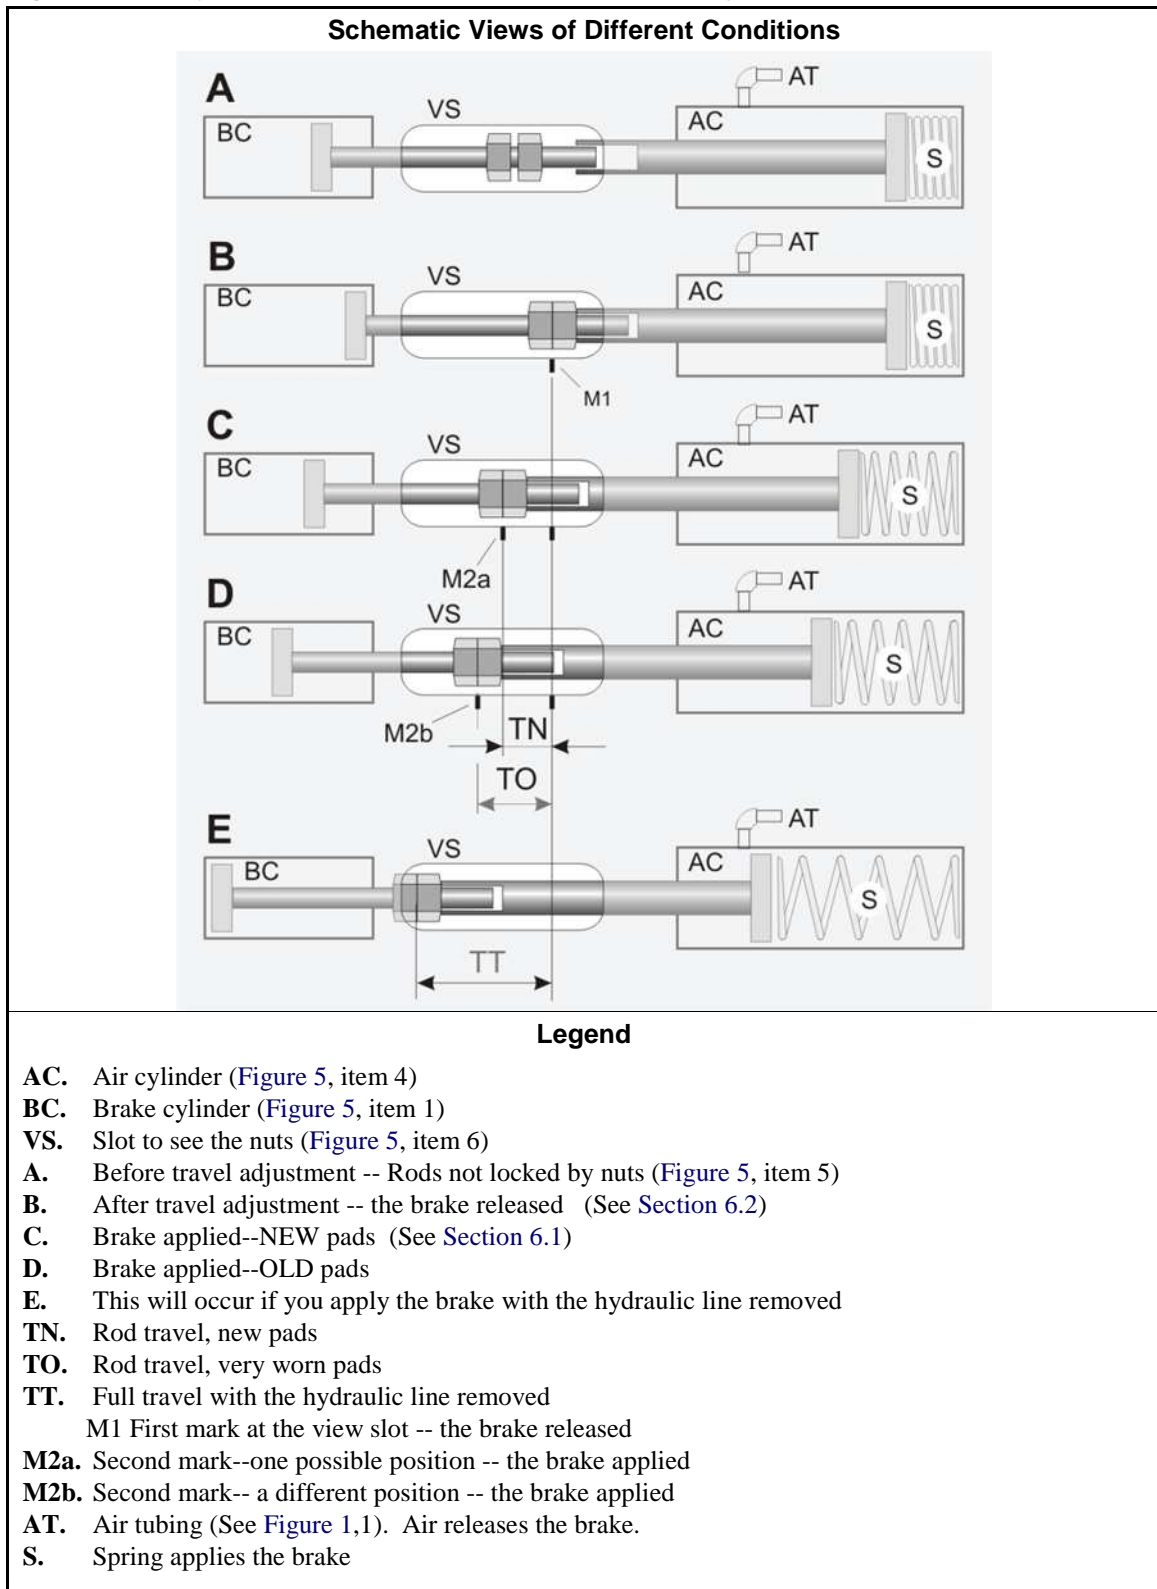 Schematic Views of Different Conditions
A
BC
VS
AC
AT
S
B
BC
VS
AC
AT
S
M1
C
BC
VS
AC
AT
S
M2a
D
BC
VS
AC
AT
S
M2b
TN
TO
E
BC
VS
AC
AT
S
TT
Legend
AC. Air cylinder (Figure 5, item 4)
BC. Brake cylinder (Figure 5, item 1)
VS. Slot to see the nuts (Figure 5, item 6)
A. Before travel adjustment -- Rods not locked by nuts (Figure 5, item 5)
B. After travel adjustment -- the brake released (See Section 6.2)
C. Brake applied--NEW pads (See Section 6.1)
D. Brake applied--OLD pads
E. This will occur if you apply the brake with the hydraulic line removed
TN. Rod travel, new pads
TO. Rod travel, very worn pads
TT. Full travel with the hydraulic line removed
M1 First mark at the view slot -- the brake released
M2a. Second mark--one possible position -- the brake applied
M2b. Second mark-- a different position -- the brake applied
AT. Air tubing (See Figure 1,1). Air releases the brake.
S. Spring applies the brake